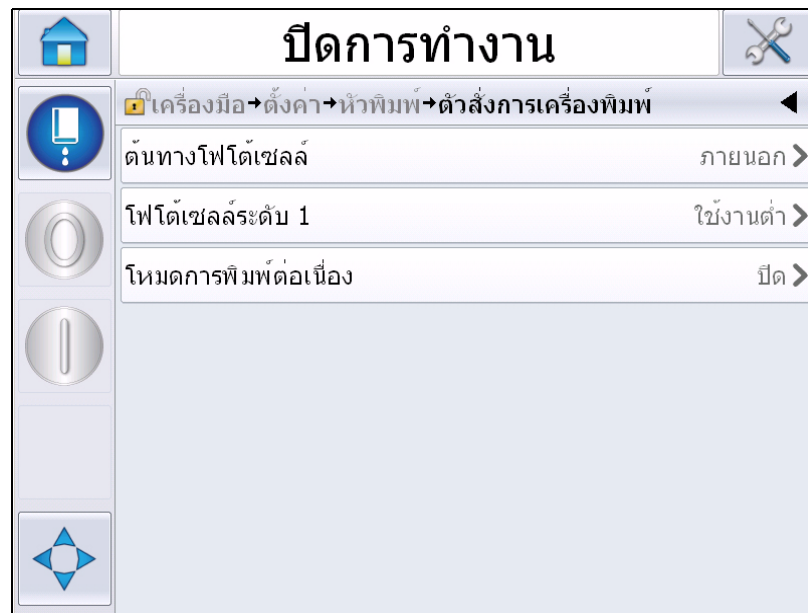 ปิดการทำงาน
เครื่องมือ→ตั้งค่า→หัวพิมพ์→ตัวสั่งการเครื่องพิมพ์
ต้นทางโฟโต้เซลล์ ภายนอก
โฟโต้เซลล์ระดับ 1 ใช้งานต่ำ
โหมดการพิมพ์ต่อเนื่อง ปิด